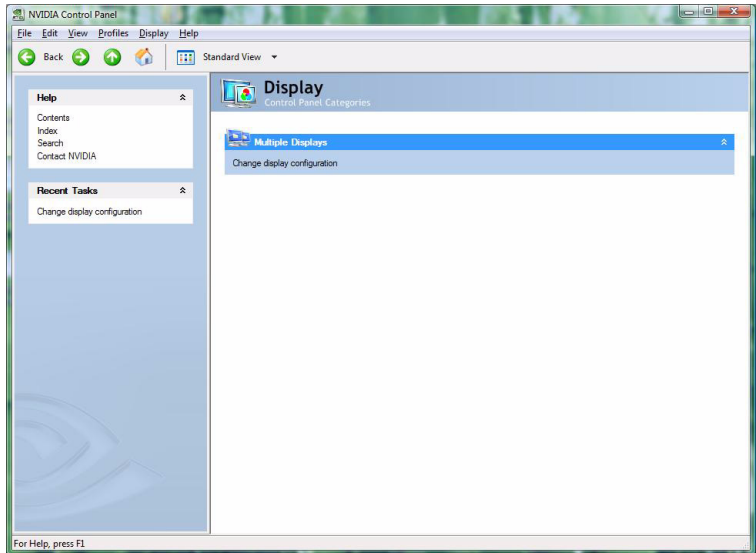 NVIDIA Control Panel
File Edit View Profiles Display Help
Back Standard View
Display
Control Panel Categories
Help
Contents
Index
Search
Contact NVIDIA
Multiple Displays
Change display configuration
Recent Tasks
Change display configuration
For Help, press F1